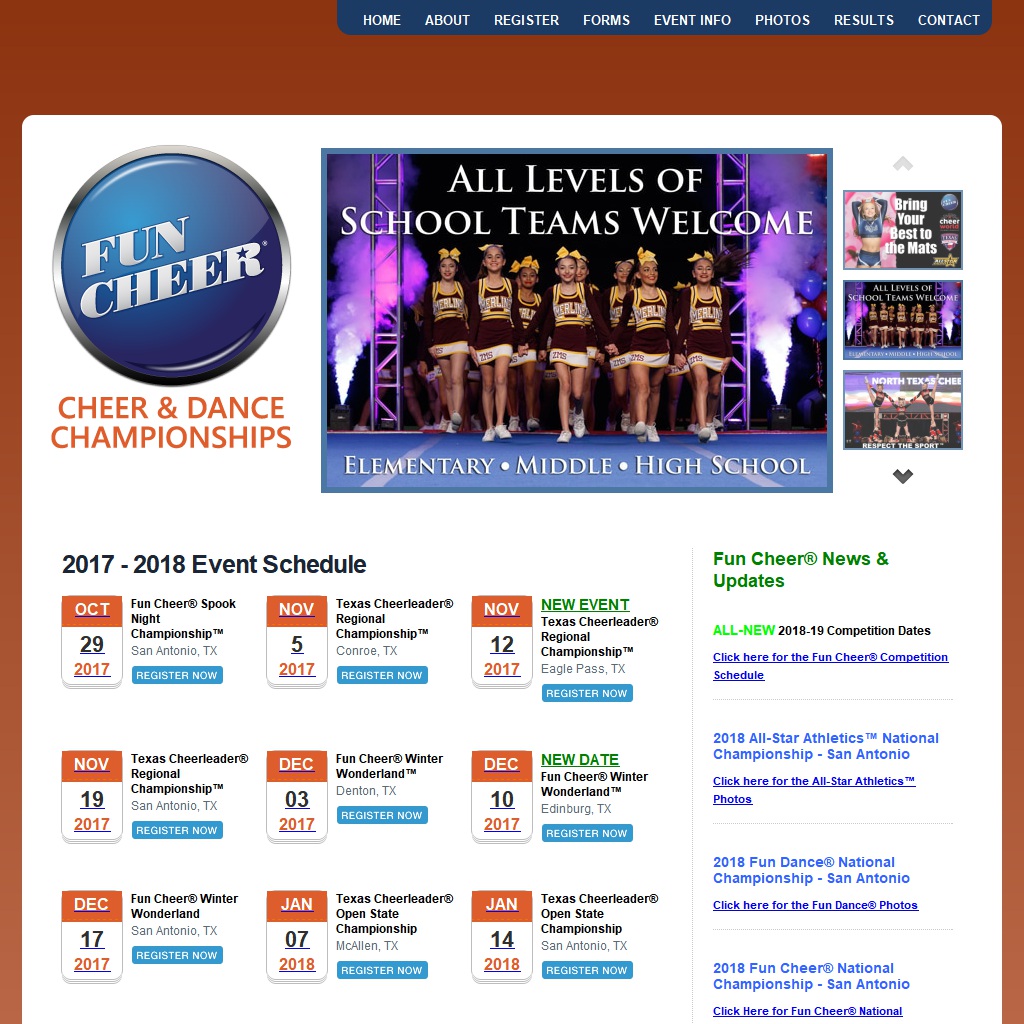 HOME ABOUT REGISTER FORMS EVENT INFO PHOTOS RESULTS CONTACT
FUN
CHEER®
CHEER & DANCE
CHAMPIONSHIPS
ALL LEVELS OF
SCHOOL TEAMS WELCOME
ZMS ZMS ZMS
ELEMENTARY • MIDDLE • HIGH SCHOOL
Bring
Your
Best to
the Mats
cheer
world
TEXAS
ALL LEVELS OF
SCHOOL TEAMS WELCOME
ELEMENTARY • MIDDLE • HIGH SCHOOL
NORTH TEXAS' CHEE
RESPECT THE SPORT™
2017 - 2018 Event Schedule
OCT
29
2017
Fun Cheer® Spook
Night
Championship™
San Antonio, TX
REGISTER NOW
NOV
5
2017
Texas Cheerleader®
Regional
Championship™
Conroe, TX
REGISTER NOW
NOV
12
2017
NEW EVENT
Texas Cheerleader®
Regional
Championship™
Eagle Pass, TX
REGISTER NOW
NOV
19
2017
Texas Cheerleader®
Regional
Championship™
San Antonio, TX
REGISTER NOW
DEC
03
2017
Fun Cheer® Winter
Wonderland™
Denton, TX
REGISTER NOW
DEC
10
2017
NEW DATE
Fun Cheer® Winter
Wonderland™
Edinburg, TX
REGISTER NOW
DEC
17
2017
Fun Cheer® Winter
Wonderland
San Antonio, TX
REGISTER NOW
JAN
07
2018
Texas Cheerleader®
Open State
Championship
McAllen, TX
REGISTER NOW
JAN
14
2018
Texas Cheerleader®
Open State
Championship
San Antonio, TX
REGISTER NOW
Fun Cheer® News &
Updates
ALL-NEW 2018-19 Competition Dates
Click here for the Fun Cheer® Competition
Schedule
2018 All-Star Athletics™ National
Championship - San Antonio
Click here for the All-Star Athletics™
Photos
2018 Fun Dance® National
Championship - San Antonio
Click here for the Fun Dance® Photos
2018 Fun Cheer® National
Championship - San Antonio
Click Here for Fun Cheer® National